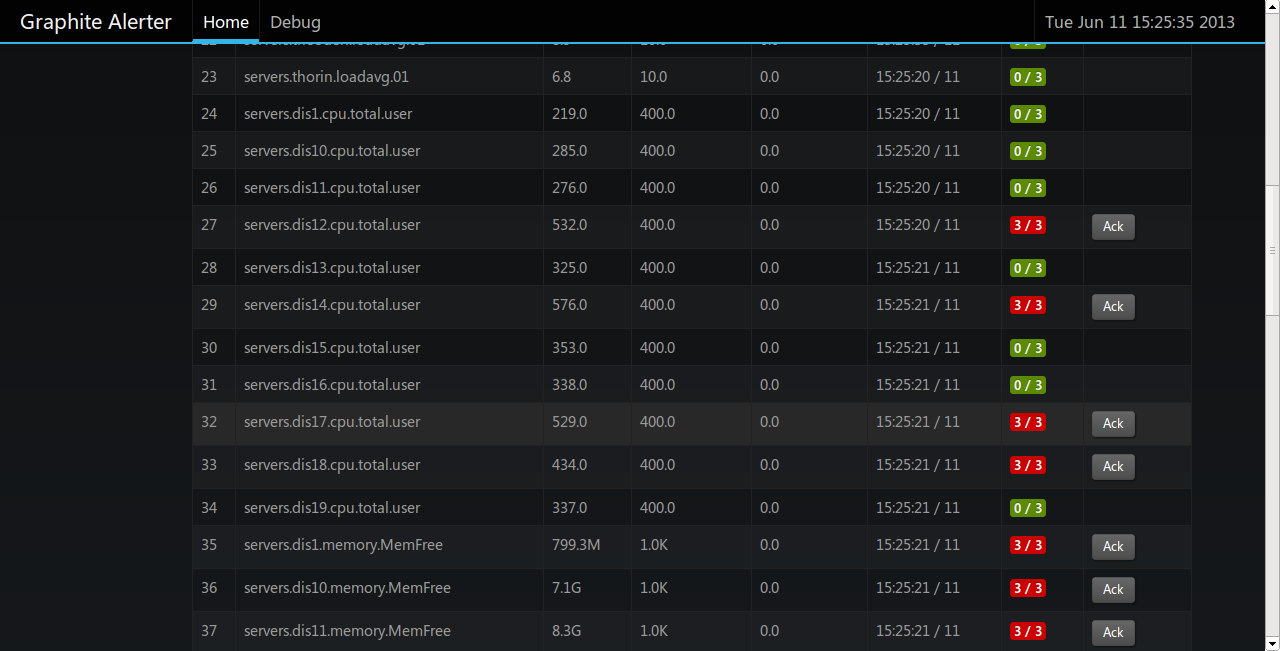 Graphite Alerter Home Debug Tue Jun 11 15:25:35 2013
23 servers.thorin.loadavg.01 6.8 10.0 0.0 15:25:20 / 11 0 / 3
24 servers.dis1.cpu.total.user 219.0 400.0 0.0 15:25:20 / 11 0 / 3
25 servers.dis10.cpu.total.user 285.0 400.0 0.0 15:25:20 / 11 0 / 3
26 servers.dis11.cpu.total.user 276.0 400.0 0.0 15:25:20 / 11 0 / 3
27 servers.dis12.cpu.total.user 532.0 400.0 0.0 15:25:20 / 11 3 / 3 Ack
28 servers.dis13.cpu.total.user 325.0 400.0 0.0 15:25:21 / 11 0 / 3
29 servers.dis14.cpu.total.user 576.0 400.0 0.0 15:25:21 / 11 3 / 3 Ack
30 servers.dis15.cpu.total.user 353.0 400.0 0.0 15:25:21 / 11 0 / 3
31 servers.dis16.cpu.total.user 338.0 400.0 0.0 15:25:21 / 11 0 / 3
32 servers.dis17.cpu.total.user 529.0 400.0 0.0 15:25:21 / 11 3 / 3 Ack
33 servers.dis18.cpu.total.user 434.0 400.0 0.0 15:25:21 / 11 3 / 3 Ack
34 servers.dis19.cpu.total.user 337.0 400.0 0.0 15:25:21 / 11 0 / 3
35 servers.dis1.memory.MemFree 799.3M 1.0K 0.0 15:25:21 / 11 3 / 3 Ack
36 servers.dis10.memory.MemFree 7.1G 1.0K 0.0 15:25:21 / 11 3 / 3 Ack
37 servers.dis11.memory.MemFree 8.3G 1.0K 0.0 15:25:21 / 11 3 / 3 Ack